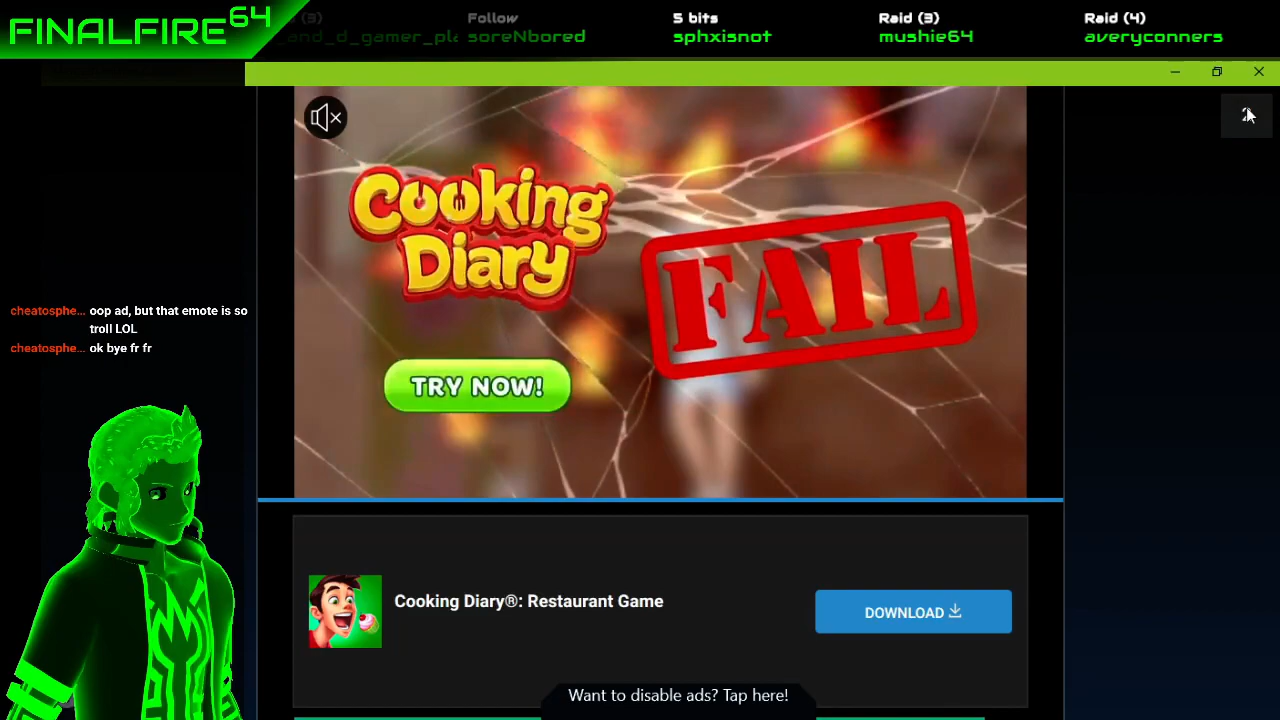 FINALFIRE64
(3)
Follow
soreNbored
5 bits
sphxisnot
Raid (3)
mushie64
Raid (4)
averyconners
Cooking
Diary
FAIL
TRY NOW!
cheatosphe... oop ad, but that emote is so
troll LOL
cheatosphe... ok bye fr fr
Cooking Diary®: Restaurant Game
DOWNLOAD
Want to disable ads? Tap here!